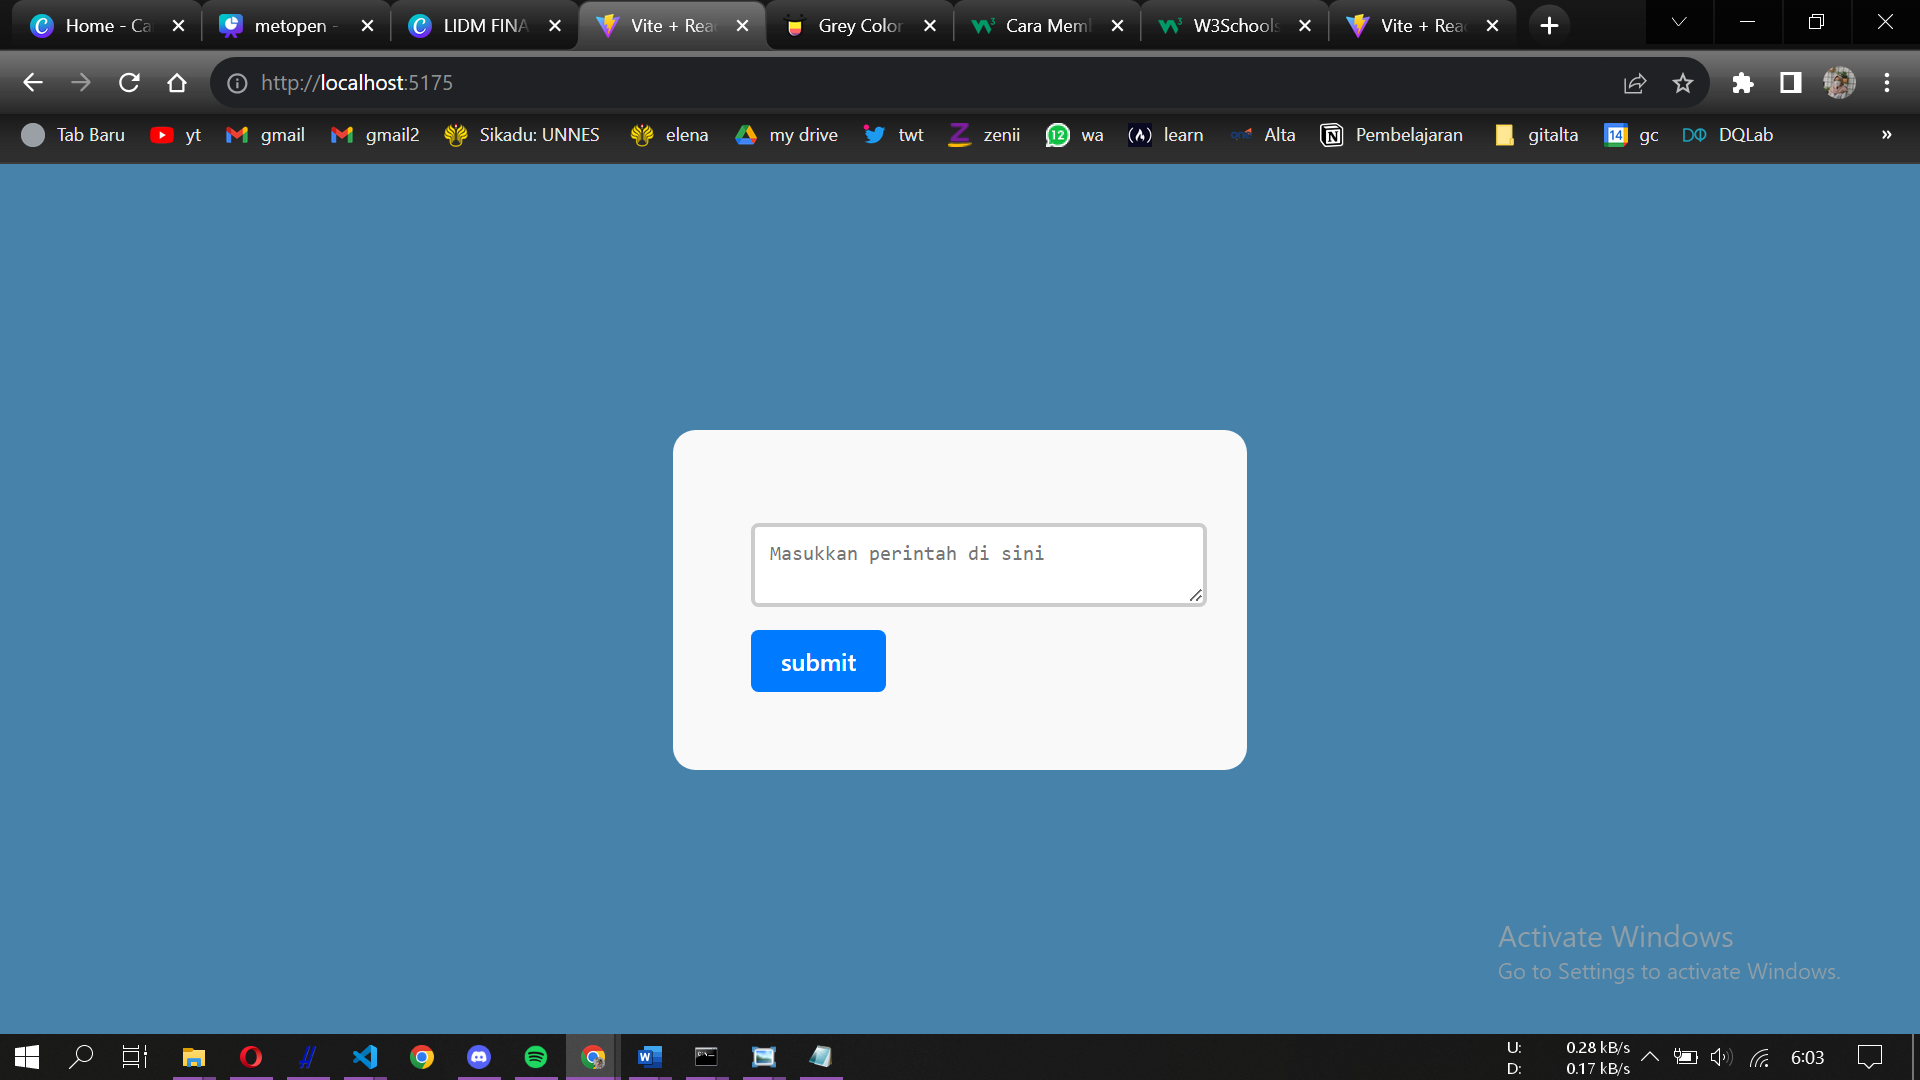 Home - Ca
metopen -
LIDM FINA
Vite + Rea
Grey Color
Cara Memb
W3Schools
Vite + Rea
http://localhost:5175
Tab Baru
yt
gmail
gmail2
Sikadu: UNNES
elena
my drive
twt
zenii
12
wa
learn
Alta
Pembelajaran
gitalta
14
gc
DQLab
»
Masukkan perintah di sini
submit
Activate Windows
Go to Settings to activate Windows.
U: 0.28 kB/s
D: 0.17 kB/s
6:03